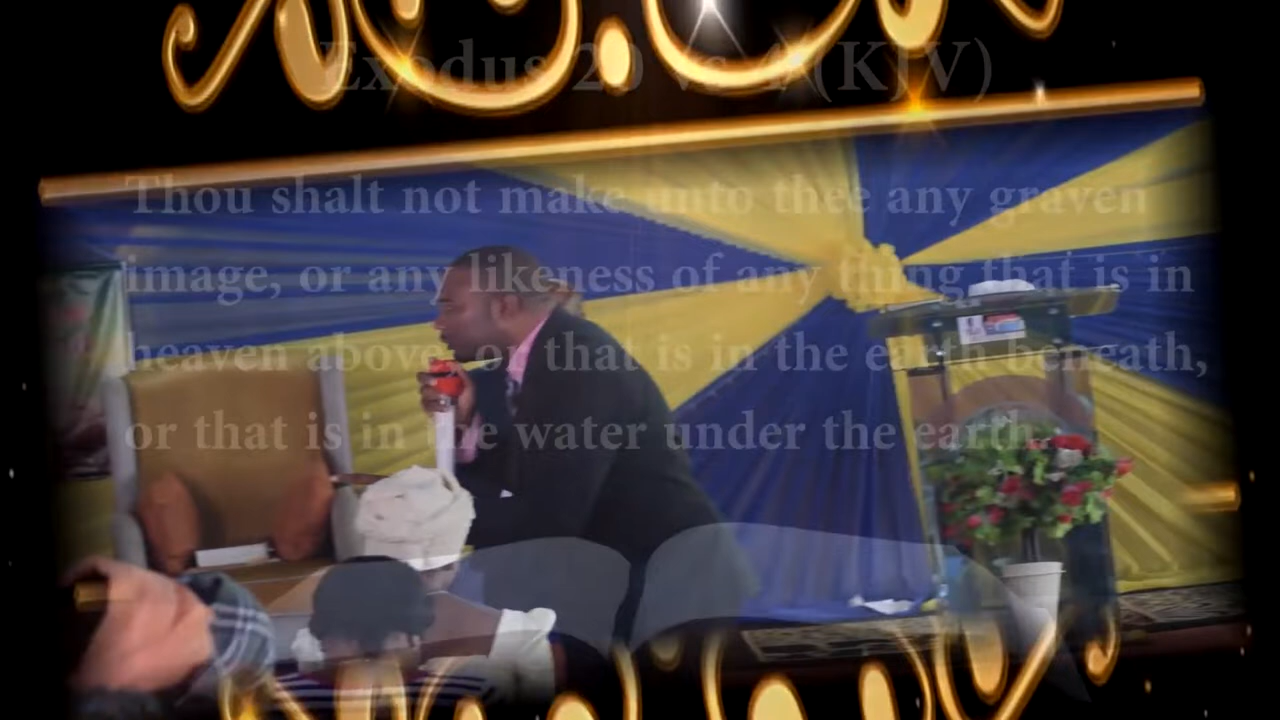 Exodus 20 vs. 4 (KJV)
Thou shalt not make unto thee any graven
image, or any likeness of any thing that is in
heaven above, or that is in the earth beneath,
or that is in the water under the earth.